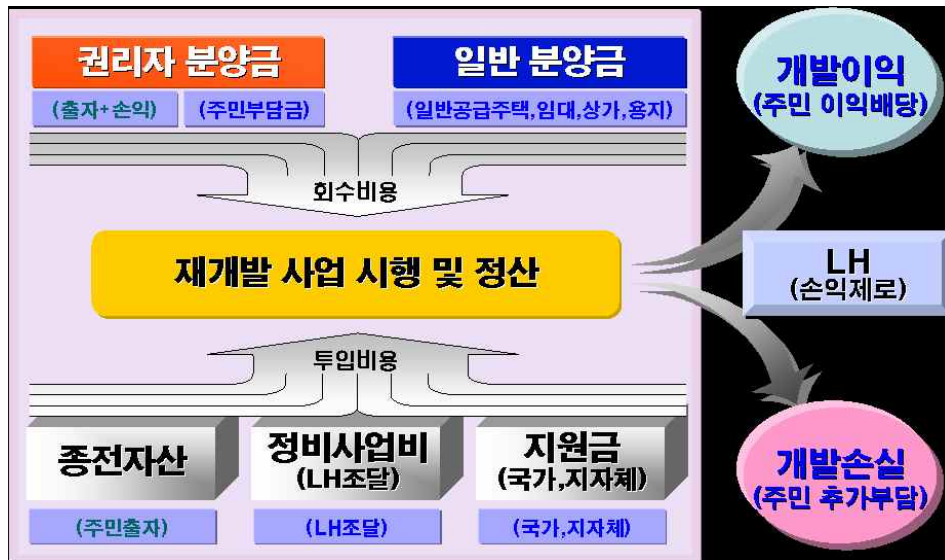 권리자 분양금
일반 분양금
(출자+손익)
(주민부담금)
(일반공급주택,임대,상가,용지)
회수비용
재개발 사업 시행 및 정산
투입비용
종전자산
정비사업비
(LH조달)
지원금
(국가,지자체)
(주민출자)
(LH조달)
(국가,지자체)
개발이익
(주민 이익배당)
LH
(손익제로)
개발손실
(주민 추가부담)